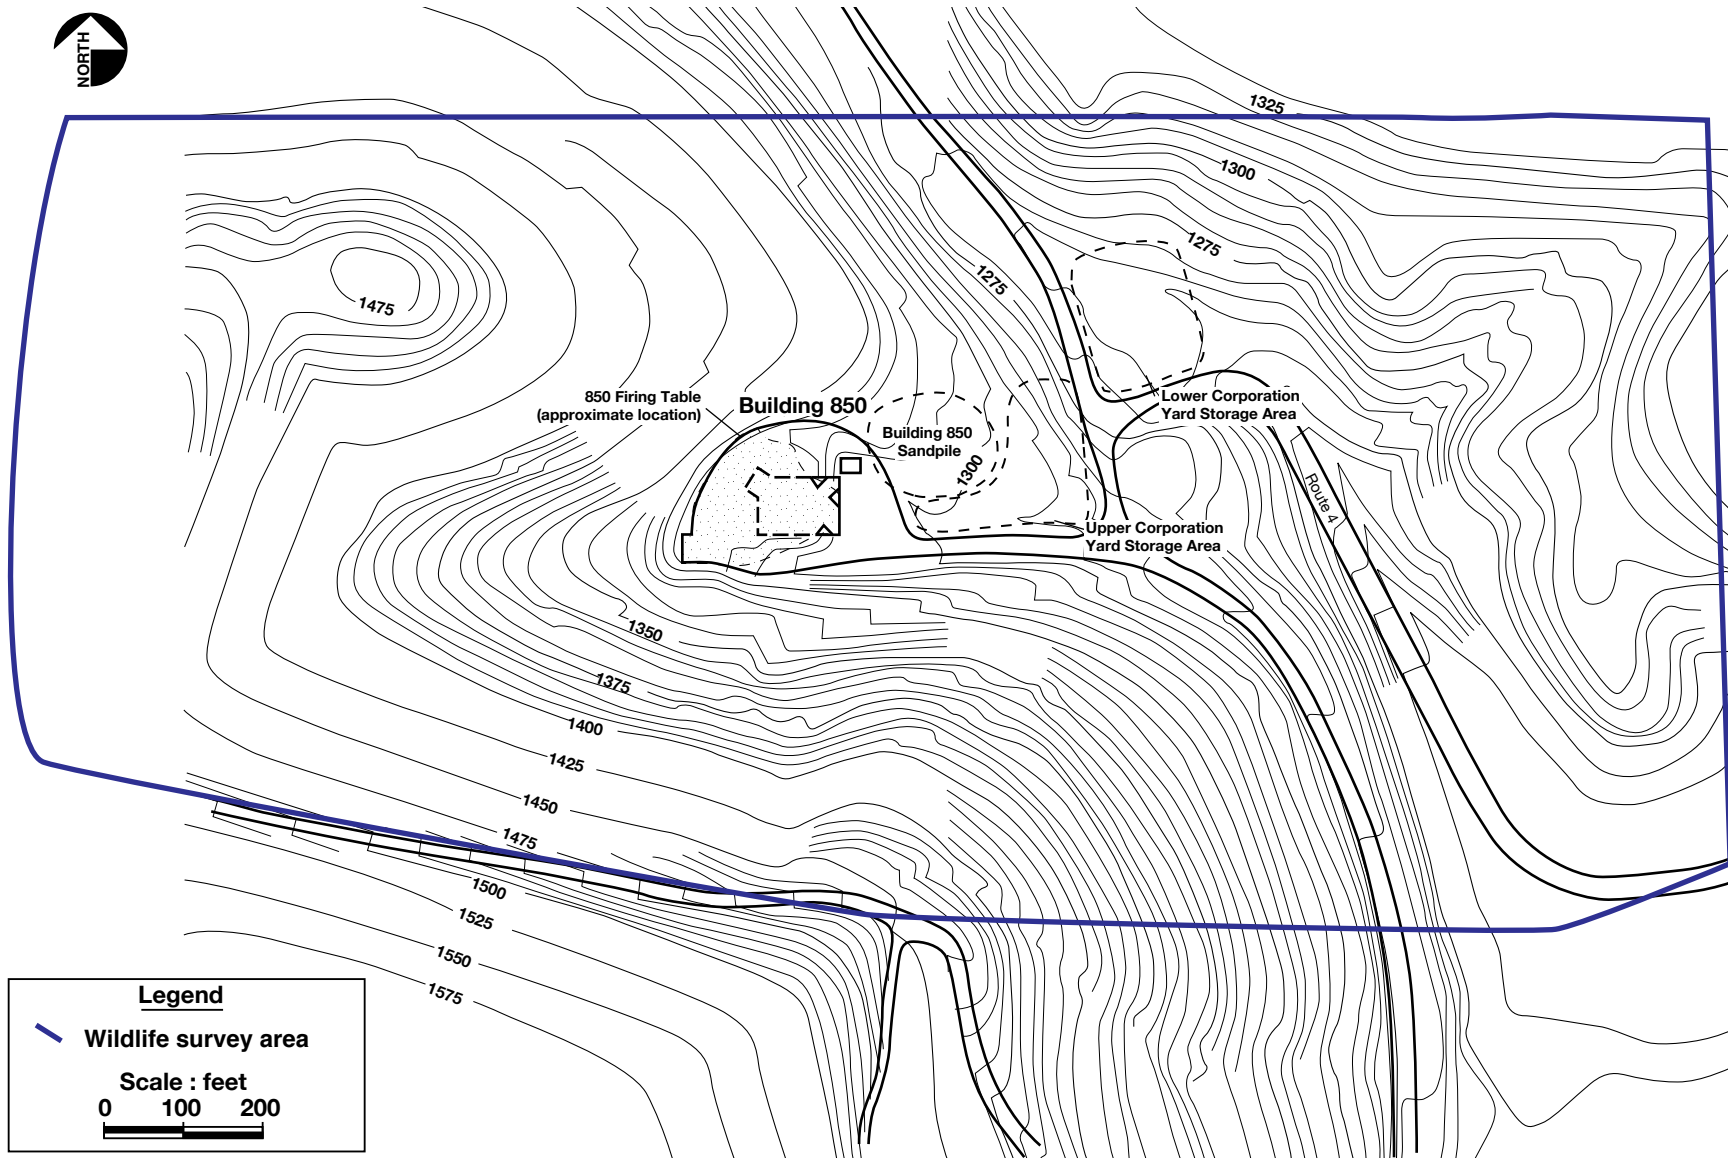 NORTH
1325
1300
1275
1275
1475
850 Firing Table
(approximate location)
Building 850
Building 850
Sandpile
1300
Lower Corporation
Yard Storage Area
Route 4
Upper Corporation
Yard Storage Area
1350
1375
1400
1425
1450
1475
1500
1525
1550
1575
Legend
Wildlife survey area
Scale : feet
0 100 200